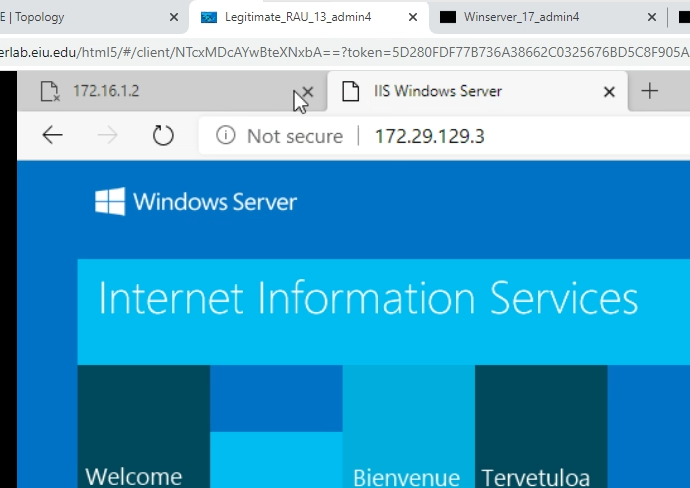 E | Topology
Legitimate_RAU_13_admin4
Winserver_17_admin4
erlab.eiu.edu/html5/#/client/NTcxMDcAYwBteXNxbA==?token=5D280FDF77B736A38662C0325676BD5C8F905A
172.16.1.2
IIS Windows Server
Not secure
172.29.129.3
Windows Server
Internet Information Services
Welcome
Bienvenue
Tervetuloa